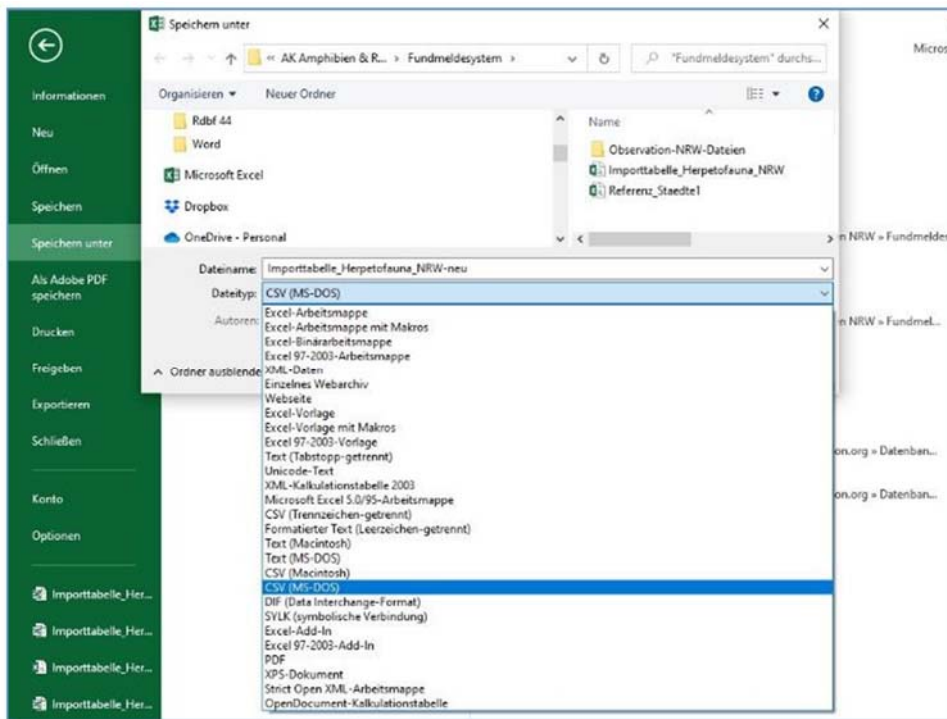 Speichern unter
Micros
« AK Amphibien & R... › Fundmeldesystem ›
"Fundmeldesystem" durchs...
Organisieren
Neuer Ordner
Informationen
Neu
Öffnen
Speichern
Speichern unter
Als Adobe PDF
speichern
Drucken
Freigeben
Exportieren
Schließen
Konto
Optionen
Importtabelle_Her...
Importtabelle_Her...
Importtabelle_Her...
Importtabelle_Her...
Rdbf 44
Word
Microsoft Excel
Dropbox
OneDrive - Personal
Name
Observation-NRW-Dateien
Importtabelle_Herpetofauna_NRW
Referenz_Staedte1
Dateiname: Importtabelle_Herpetofauna_NRW-neu
Dateityp: CSV (MS-DOS)
Autoren:
Ordner ausblende
Excel-Arbeitsmappe
Excel-Arbeitsmappe mit Makros
Excel-Binärarbeitsmappe
Excel 97-2003-Arbeitsmappe
XML-Daten
Einzelnes Webarchiv
Webseite
Excel-Vorlage
Excel-Vorlage mit Makros
Excel 97-2003-Vorlage
Text (Tabstopp-getrennt)
Unicode-Text
XML-Kalkulationstabelle 2003
Microsoft Excel 5.0/95-Arbeitsmappe
CSV (Trennzeichen-getrennt)
Formatierter Text (Leerzeichen-getrennt)
Text (Macintosh)
Text (MS-DOS)
CSV (Macintosh)
CSV (MS-DOS)
DIF (Data Interchange-Format)
SYLK (symbolische Verbindung)
Excel-Add-In
Excel 97-2003-Add-In
PDF
XPS-Dokument
Strict Open XML-Arbeitsmappe
OpenDocument-Kalkulationstabelle
n NRW » Fundmeldes
n NRW » Fundmel...
on.org » Datenban...
on.org » Datenban...